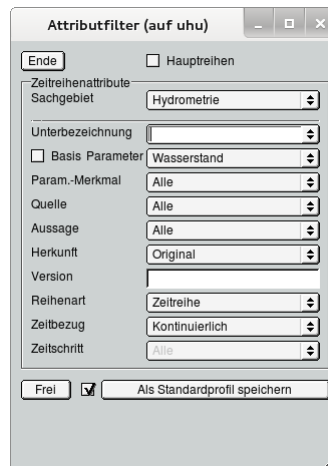 Attributfilter (auf uhu)
Ende Hauptreihen
Zeitreihenattribute
Sachgebiet Hydrometrie
Unterbezeichnung
Basis Parameter Wasserstand
Param.-Merkmal Alle
Quelle Alle
Aussage Alle
Herkunft Original
Version
Reihenart Zeitreihe
Zeitbezug Kontinuierlich
Zeitschritt Alle
Frei Als Standardprofil speichern